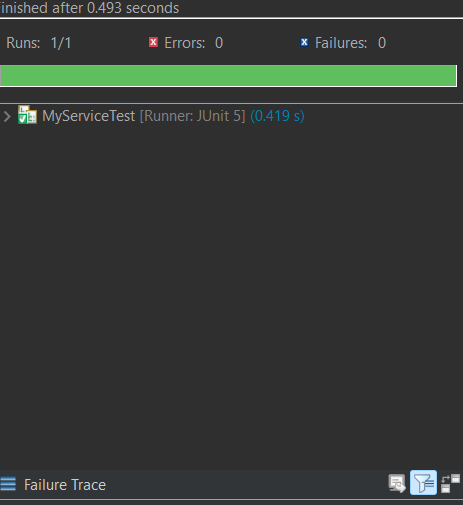 inished after 0.493 seconds
Runs: 1/1 Errors: 0 Failures: 0
MyServiceTest [Runner: JUnit 5] (0.419 s)
Failure Trace